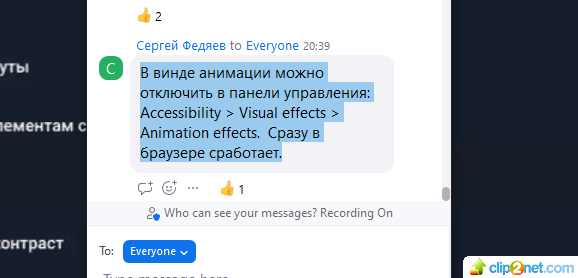 👍 2
Сергей Федяев to Everyone 20:39
С
В винде анимации можно
отключить в панели управления:
Accessibility > Visual effects >
Animation effects.  Сразу в
браузере сработает.
👍 1
Who can see your messages? Recording On
To: Everyone
уты
лементам с
контраст
clip2net.com